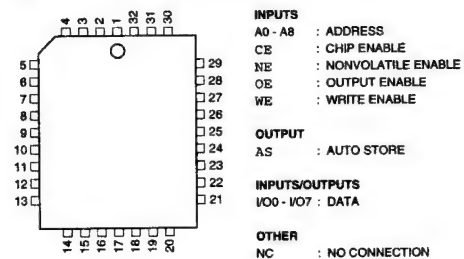 4 3 2 1 32 31 30
5
6
7
8
9
10
11
12
13
29
28
27
26
25
24
23
22
21
14 15 16 17 18 19 20
INPUTS
A0 - A8 : ADDRESS
CE : CHIP ENABLE
NE : NONVOLATILE ENABLE
OE : OUTPUT ENABLE
WE : WRITE ENABLE
OUTPUT
AS : AUTO STORE
INPUTS/OUTPUTS
I/O0 - I/O7 : DATA
OTHER
NC : NO CONNECTION